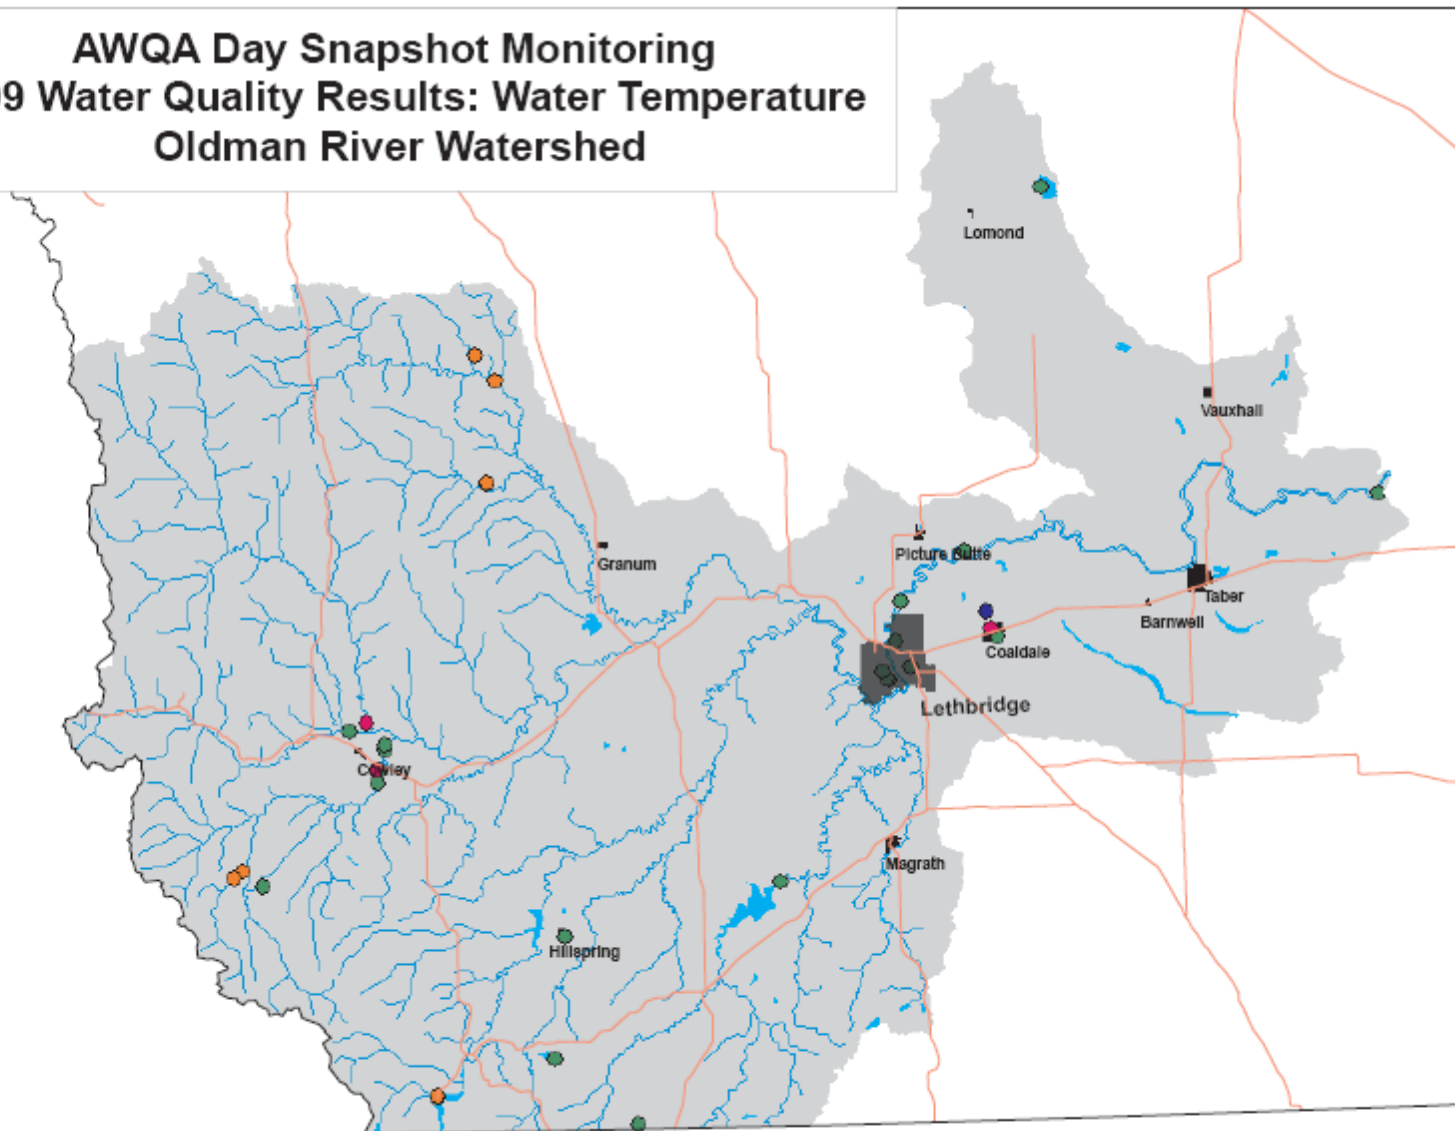 AWQA Day Snapshot Monitoring
9 Water Quality Results: Water Temperature
Oldman River Watershed
Lomond
Vauxhall
Picture Butte
Granum
Taber
Barnwell
Coaldale
Lethbridge
Cowley
Magrath
Hillspring